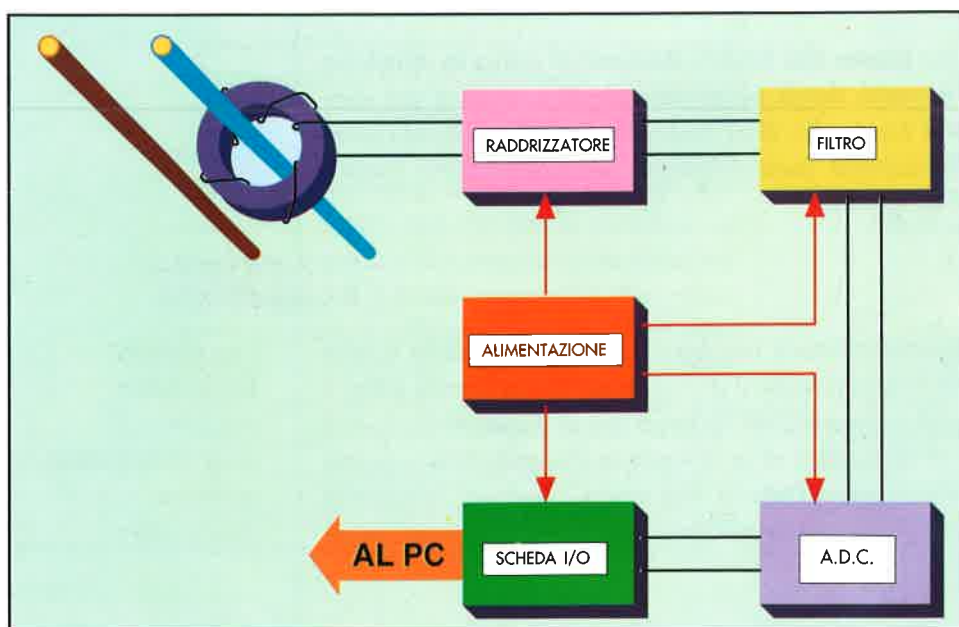 RADDRIZZATORE
FILTRO
ALIMENTAZIONE
AL PC
SCHEDA I/O
A.D.C.